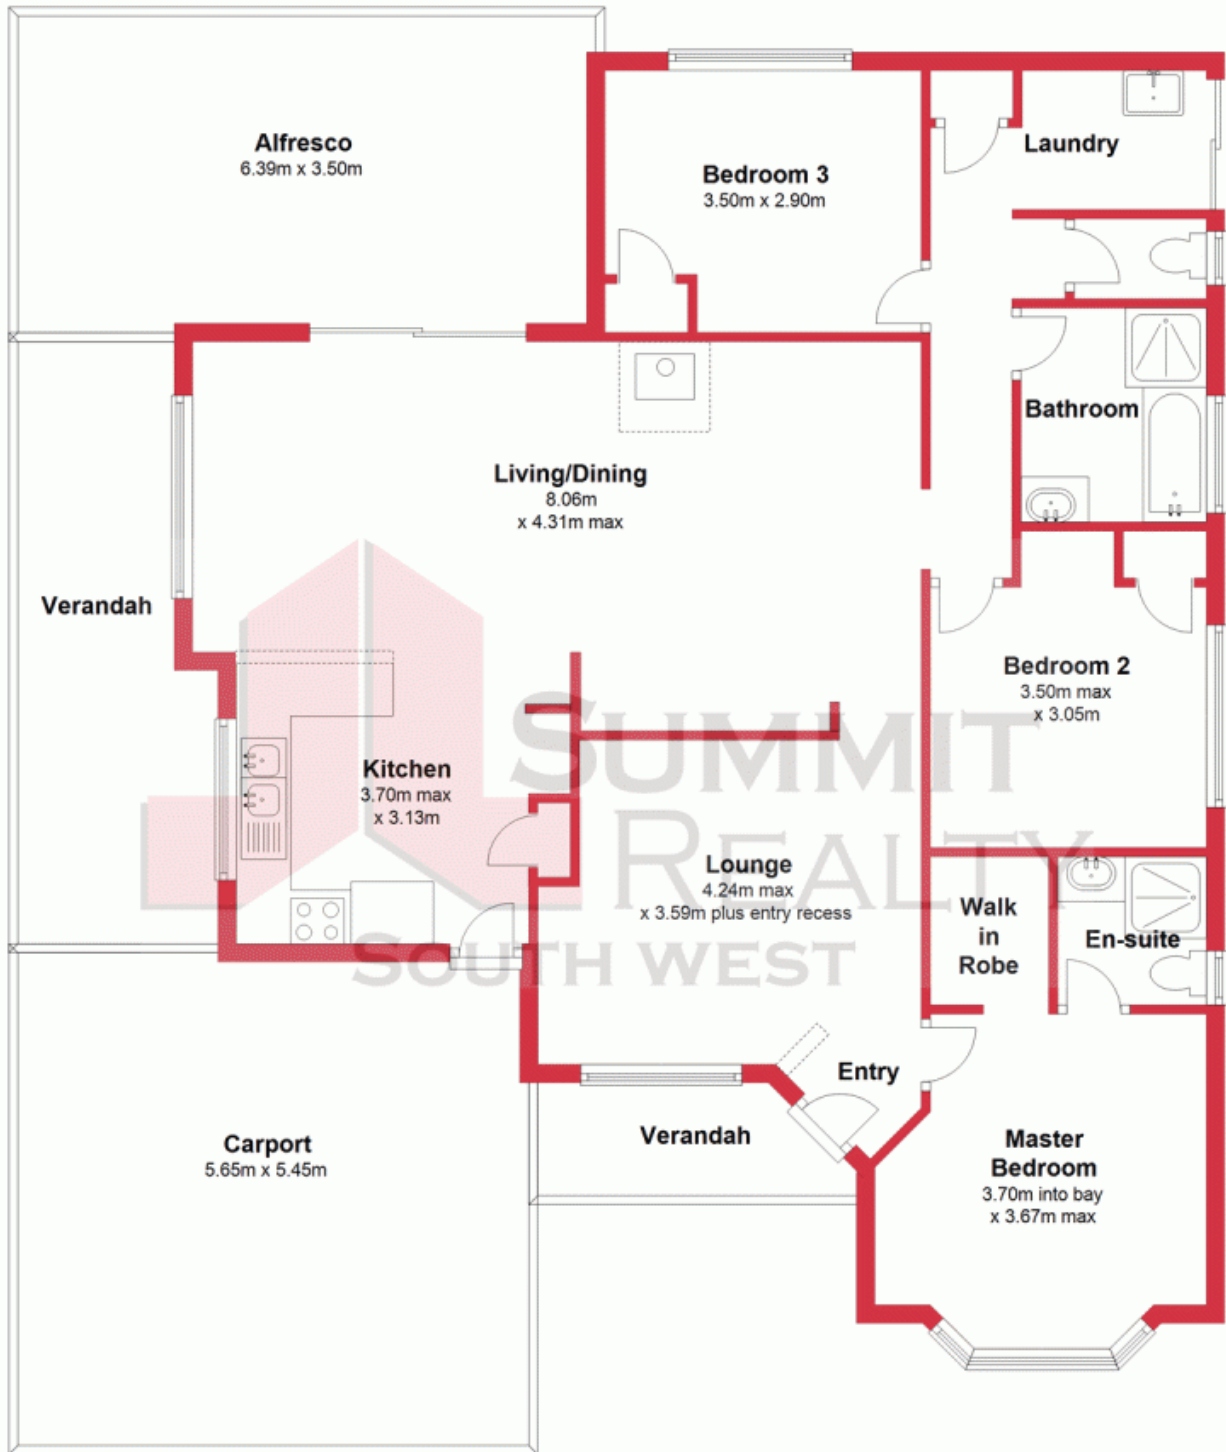 Alfresco
6.39m x 3.50m
Bedroom 3
3.50m x 2.90m
Laundry
Bathroom
Living/Dining
8.06m
x 4.31m max
Verandah
Bedroom 2
3.50m max
x 3.05m
SUMMIT
REALTY
SOUTH WEST
Kitchen
3.70m max
x 3.13m
Lounge
4.24m max
x 3.59m plus entry recess
Walk
in
Robe
En-suite
Entry
Verandah
Carport
5.65m x 5.45m
Master
Bedroom
3.70m into bay
x 3.67m max